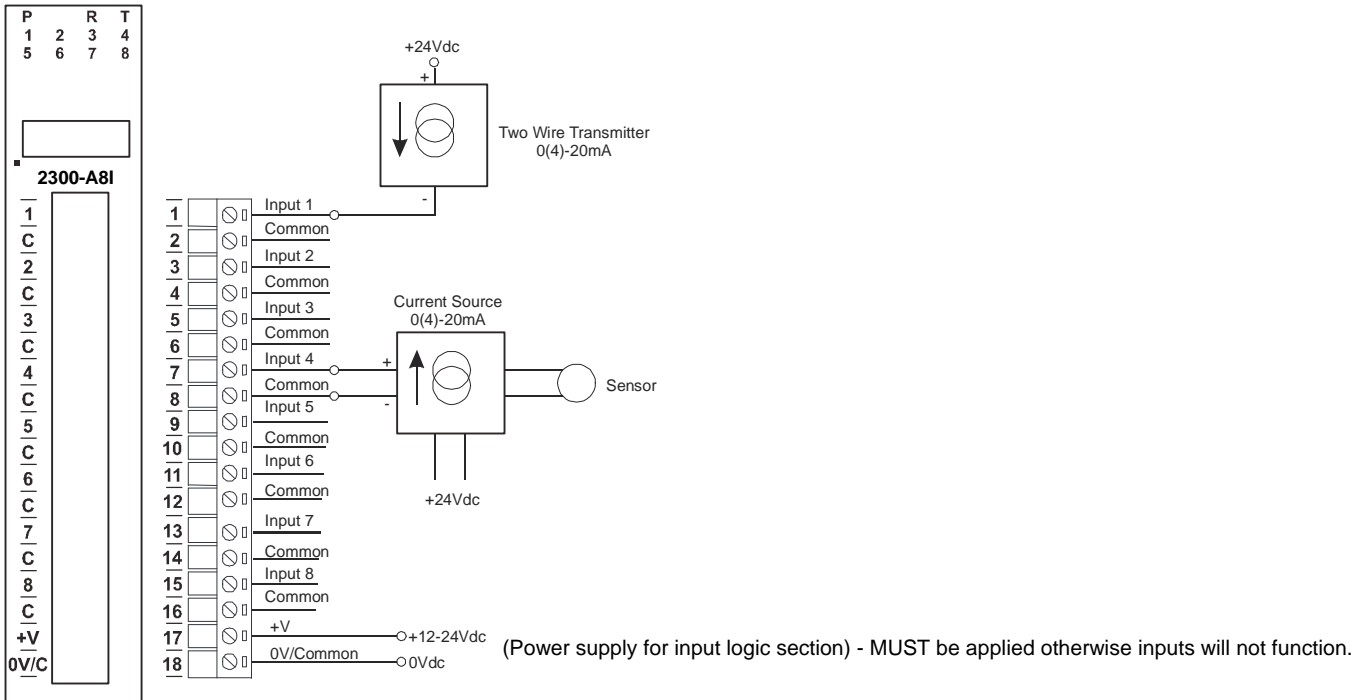 P R T
1 2 3 4
5 6 7 8
2300-A8I
1
C
2
C
3
C
4
C
5
C
6
C
7
C
8
C
+V
0V/C
+24Vdc
+
Two Wire Transmitter
0(4)-20mA
-
1 Input 1
2 Common
3 Input 2
4 Common
5 Input 3
6 Common
7 Input 4
8 Common
9 Input 5
10 Common
11 Input 6
12 Common
13 Input 7
14 Common
15 Input 8
16 Common
17 +V +12-24Vdc
18 0V/Common 0Vdc
Current Source
0(4)-20mA
+
-
Sensor
+24Vdc
(Power supply for input logic section) - MUST be applied otherwise inputs will not function.